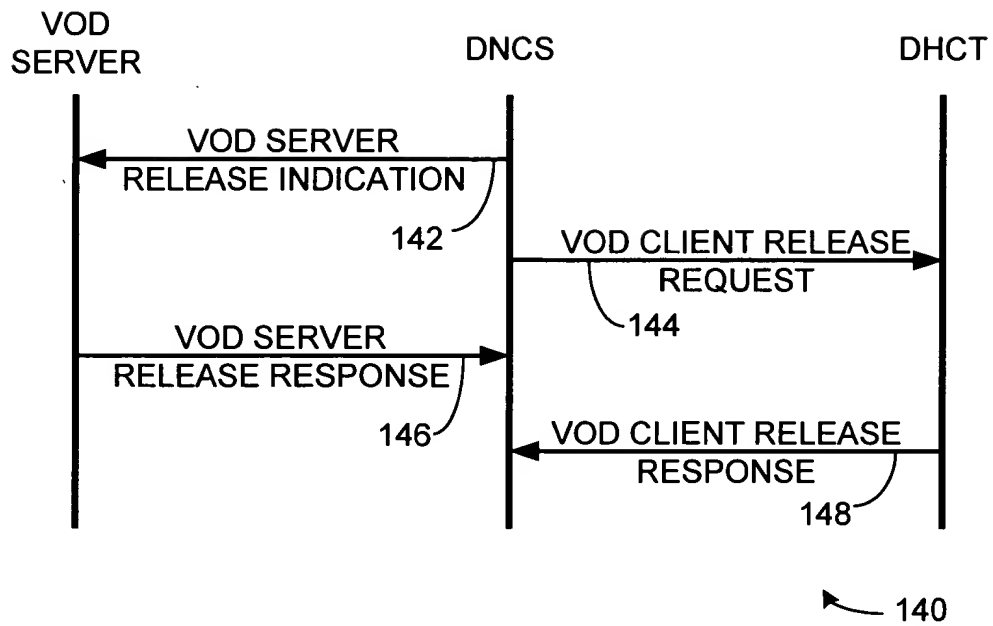 VOD
SERVER
DNCS
DHCT
VOD SERVER
RELEASE INDICATION
142
VOD CLIENT RELEASE
REQUEST
144
VOD SERVER
RELEASE RESPONSE
146
VOD CLIENT RELEASE
RESPONSE
148
140